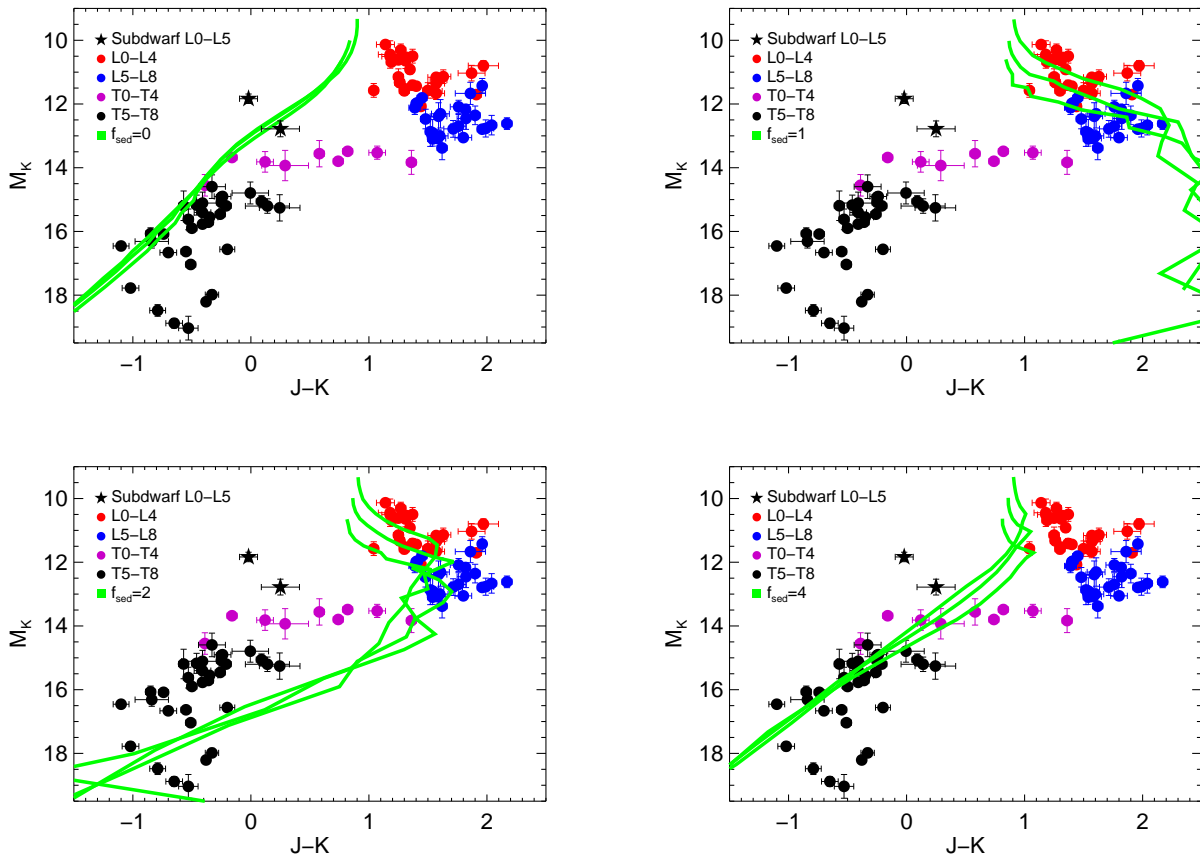 10
12
14
16
18
M_K
★ Subdwarf L0−L5
● L0−L4
● L5−L8
● T0−T4
● T5−T8
■ f_sed=0
−1
0
1
2
J−K
10
12
14
16
18
M_K
★ Subdwarf L0−L5
● L0−L4
● L5−L8
● T0−T4
● T5−T8
■ f_sed=1
−1
0
1
2
J−K
10
12
14
16
18
M_K
★ Subdwarf L0−L5
● L0−L4
● L5−L8
● T0−T4
● T5−T8
■ f_sed=2
−1
0
1
2
J−K
10
12
14
16
18
M_K
★ Subdwarf L0−L5
● L0−L4
● L5−L8
● T0−T4
● T5−T8
■ f_sed=4
−1
0
1
2
J−K